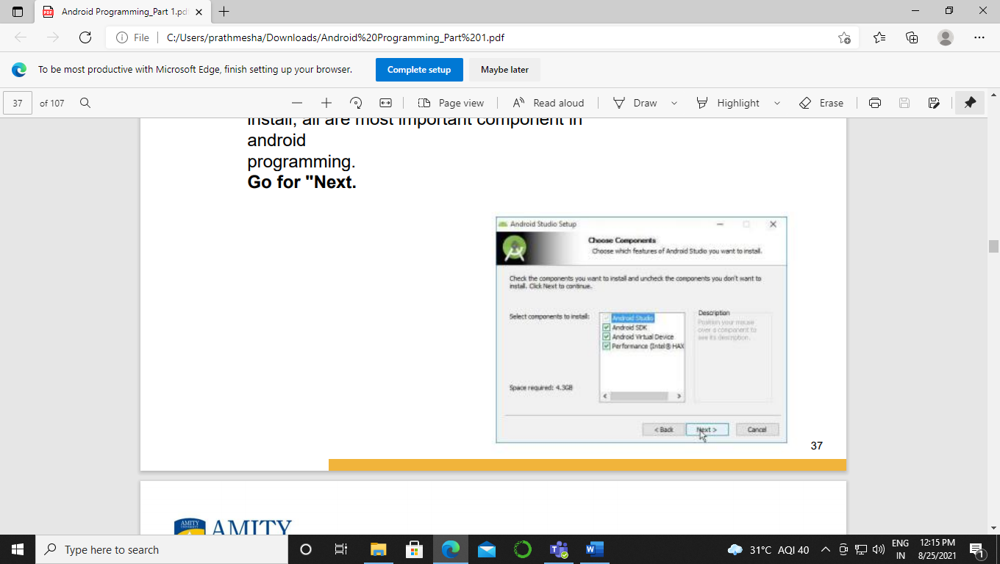 Android Programming_Part 1.pd
File
C:/Users/prathmesha/Downloads/Android%20Programming_Part%201.pdf
To be most productive with Microsoft Edge, finish setting up your browser.
Complete setup
Maybe later
37
of 107
Page view
Read aloud
Draw
Highlight
Erase
install, all are most important component in
android
programming.
Go for "Next.
Android Studio Setup
Choose Components
Choose which features of Android Studio you want to install.
Check the components you want to install and uncheck the components you don't want to
install. Click Next to continue.
Select components to install:
Android Studio
Android SDK
Android Virtual Device
Performance (Intel® HAX
Description
Position your mouse
over a component to
see its description.
Space required: 4.3GB
< Back
Next >
Cancel
37
AMITY
UNIVERSITY
AMITY
Type here to search
31°C AQI 40
ENG
IN
12:15 PM
8/25/2021
1